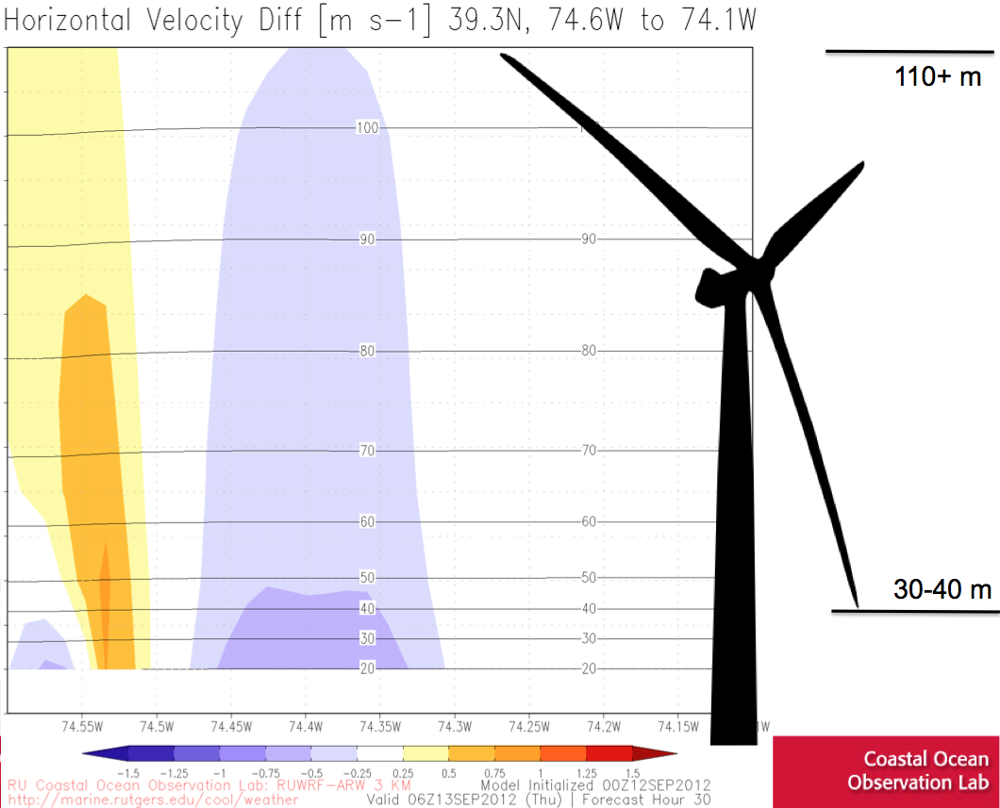 Horizontal Velocity Diff [m s−1] 39.3N, 74.6W to 74.1W
110+ m
100
90
90
80
80
70
70
60
60
50
50
40
40
30
30
20
20
30-40 m
74.55W 74.5W 74.45W 74.4W 74.35W 74.3W 74.25W 74.2W 74.15W
−1.5 −1.25 −1 −0.75 −0.5 −0.25 0.25 0.5 0.75 1 1.25 1.5
RU Coastal Ocean Observation Lab: RUWRF−ARW 3 KM
Model Initialized 00Z12SEP2012
http://marine.rutgers.edu/cool/weather
Valid 06Z13SEP2012 (Thu) | Forecast Hour 30
Coastal Ocean
Observation Lab